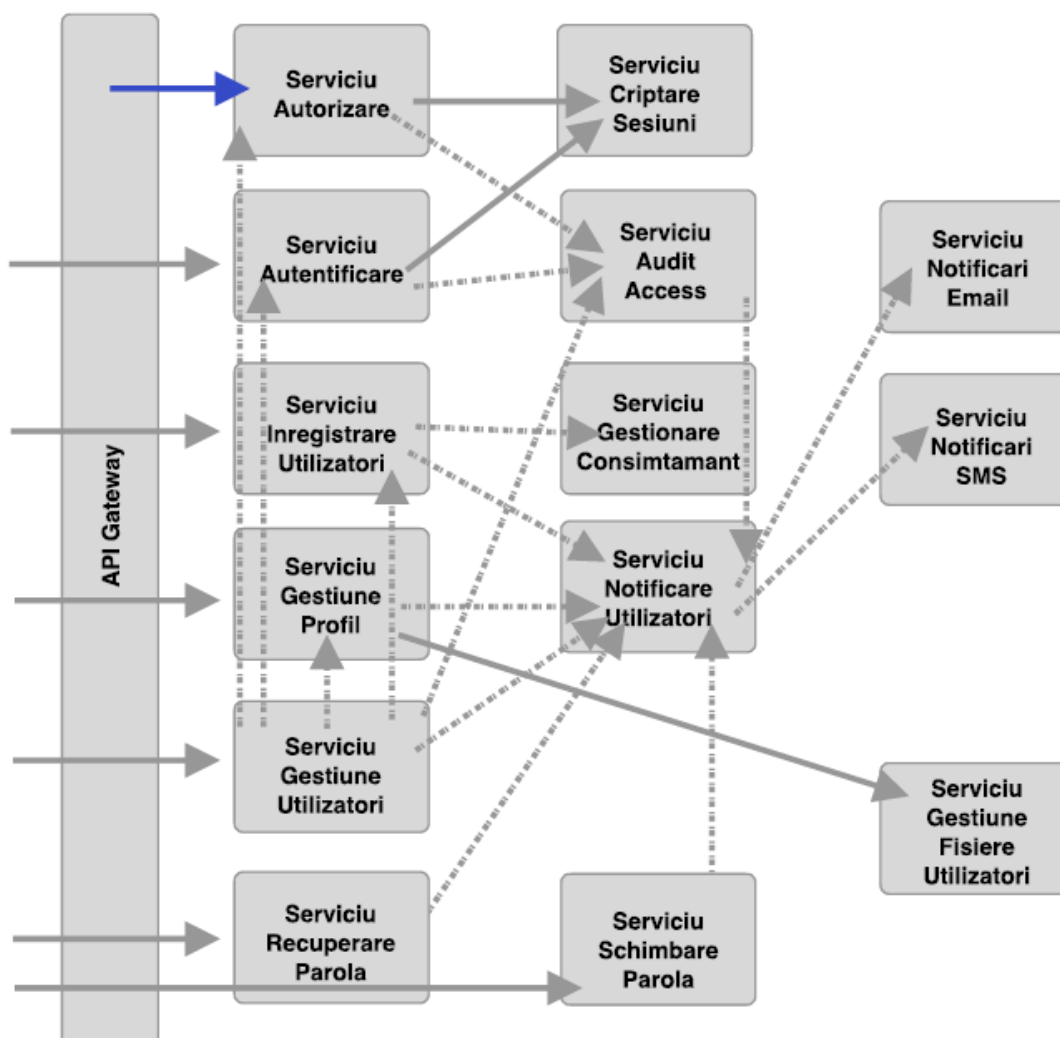 API Gateway
Serviciu
Autorizare
Serviciu
Criptare
Sesiuni
Serviciu
Autentificare
Serviciu
Audit
Access
Serviciu
Notificari
Email
Serviciu
Inregistrare
Utilizatori
Serviciu
Gestionare
Consimtamant
Serviciu
Notificari
SMS
Serviciu
Gestiune
Profil
Serviciu
Notificare
Utilizatori
Serviciu
Gestiune
Utilizatori
Serviciu
Gestiune
Fisiere
Utilizatori
Serviciu
Recuperare
Parola
Serviciu
Schimbare
Parola